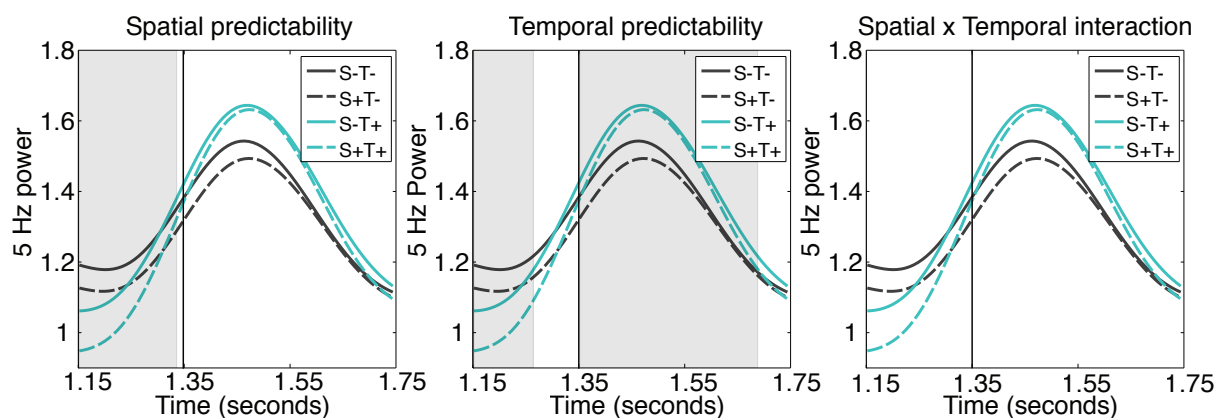 Spatial predictability
1.8
1.6
1.4
1.2
1
5 Hz power
S-T-
S+T-
S-T+
S+T+
1.15
1.35
1.55
1.75
Time (seconds)
Temporal predictability
1.8
1.6
1.4
1.2
1
5 Hz Power
S-T-
S+T-
S-T+
S+T+
1.15
1.35
1.55
1.75
Time (seconds)
Spatial x Temporal interaction
1.8
1.6
1.4
1.2
1
5 Hz power
S-T-
S+T-
S-T+
S+T+
1.15
1.35
1.55
1.75
Time (seconds)